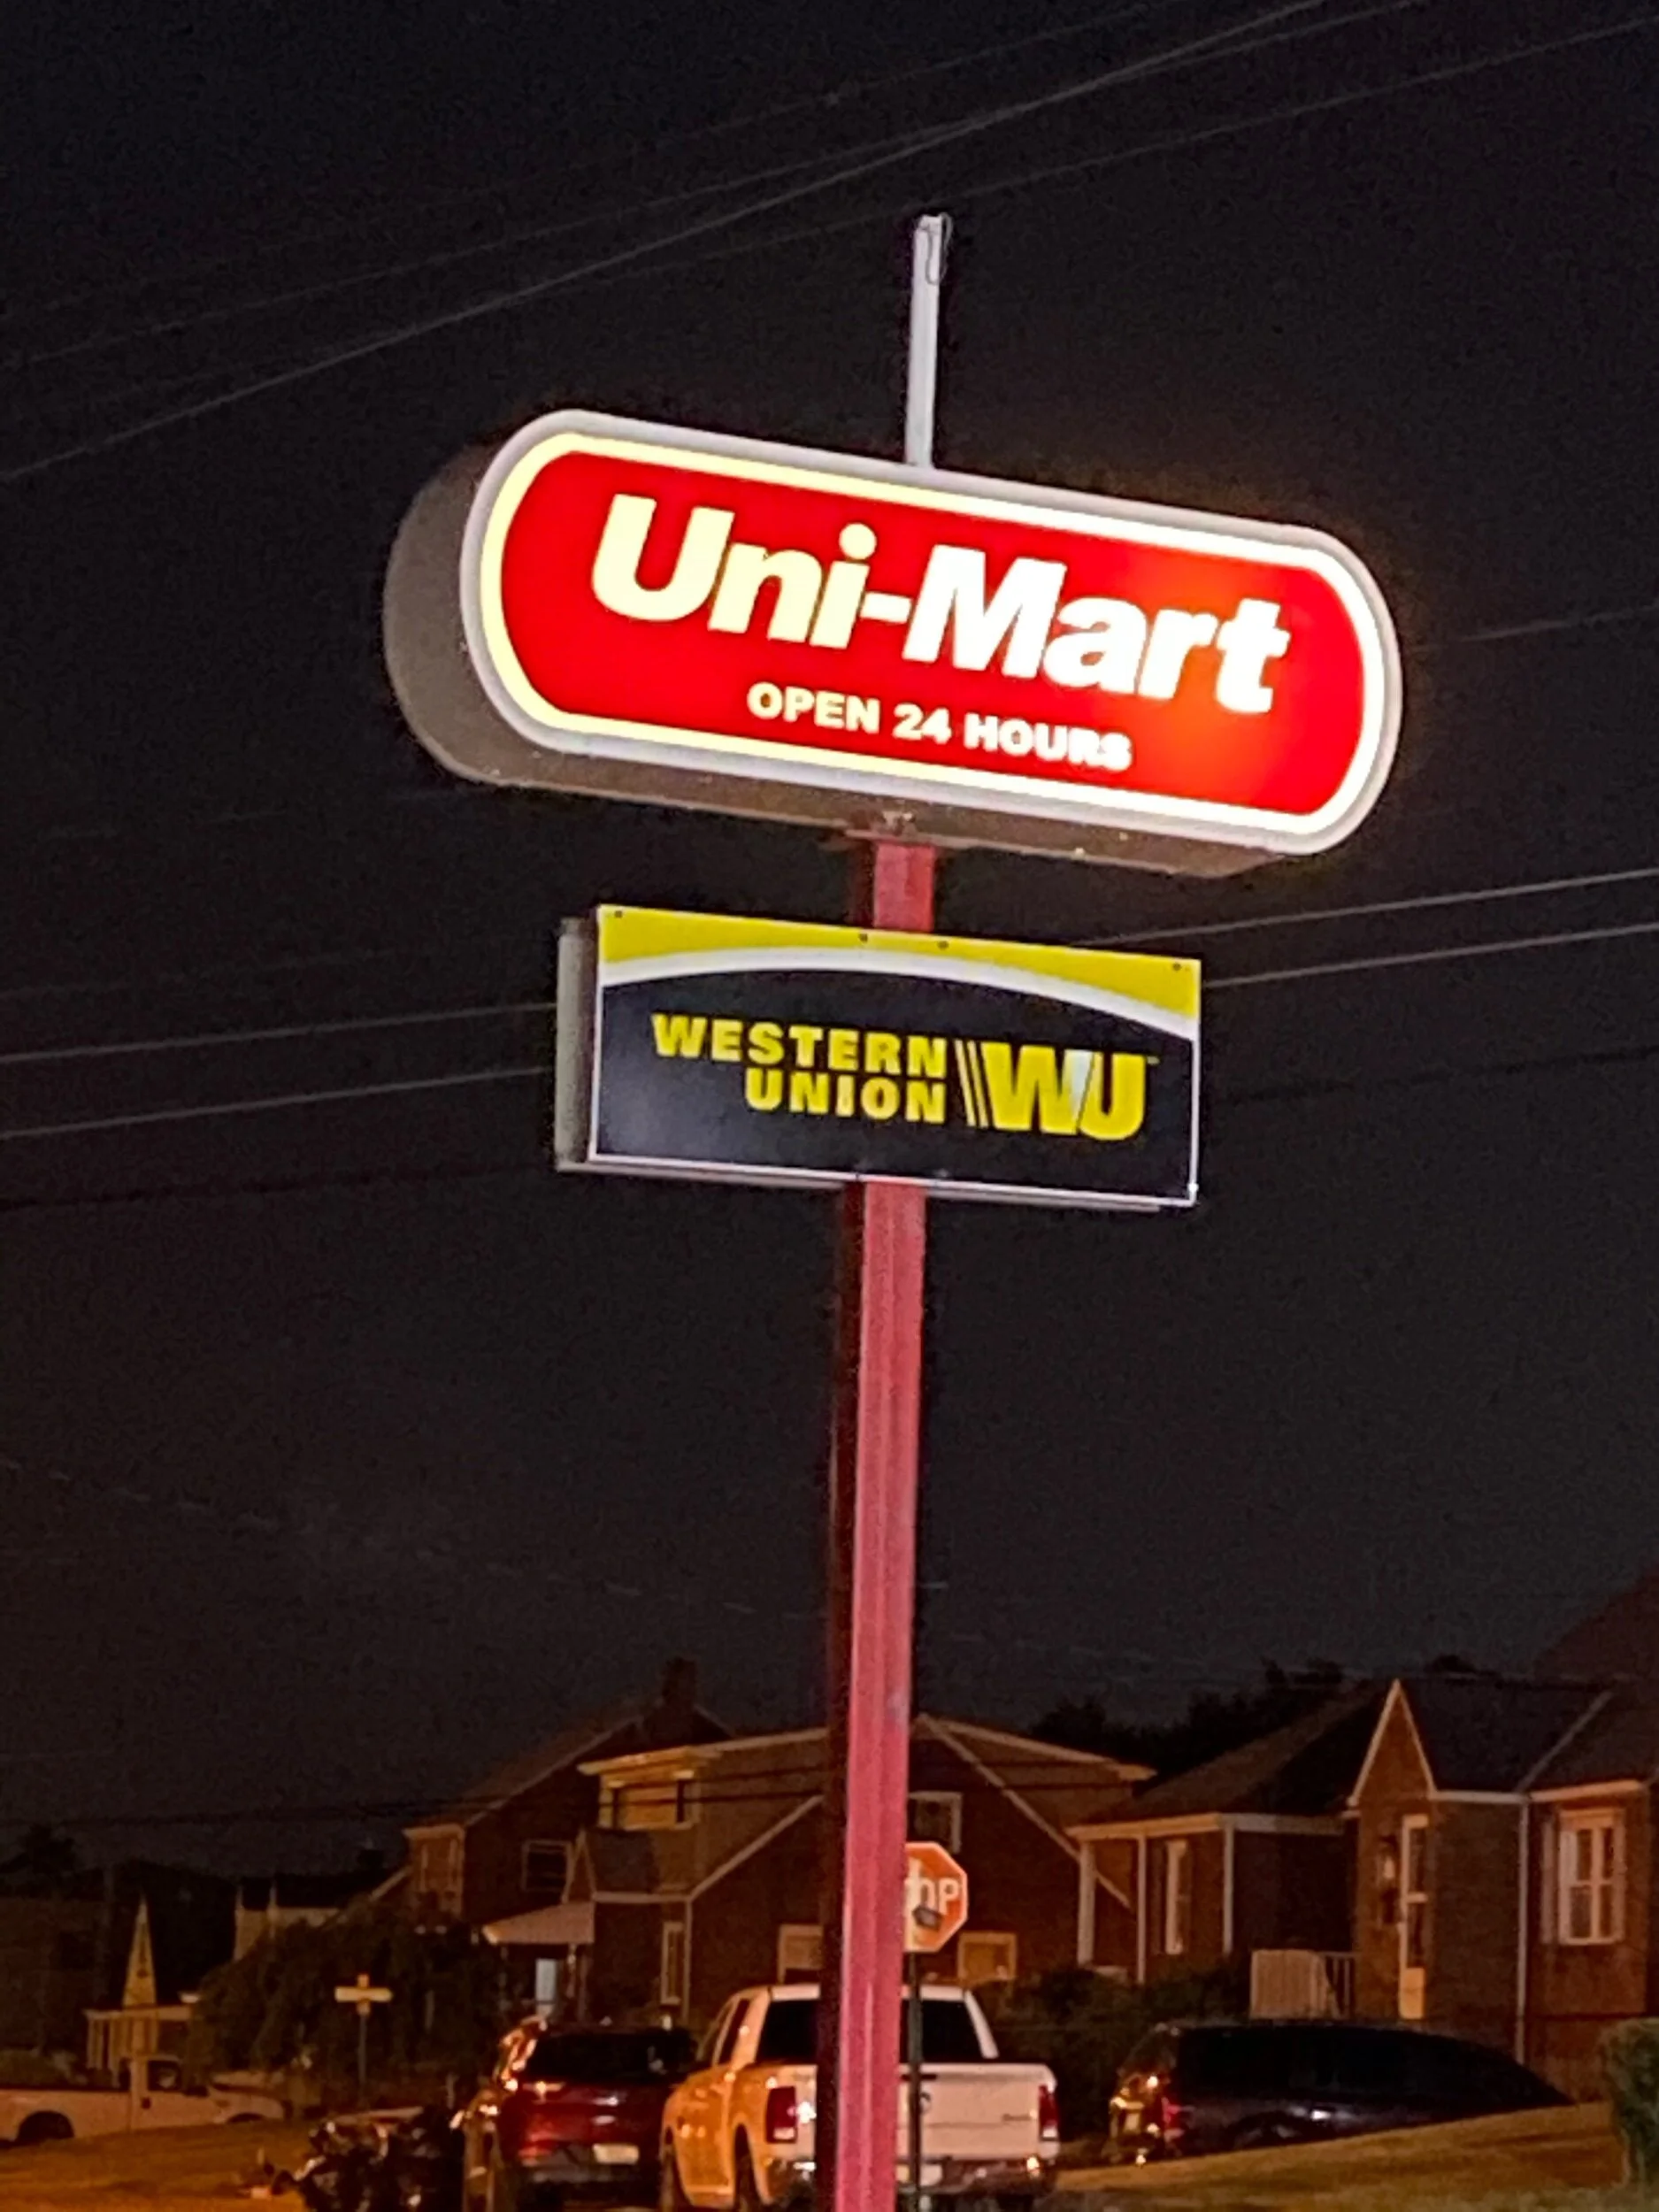 Uni-Mart
OPEN 24 HOURS
WESTERN
UNION
WU